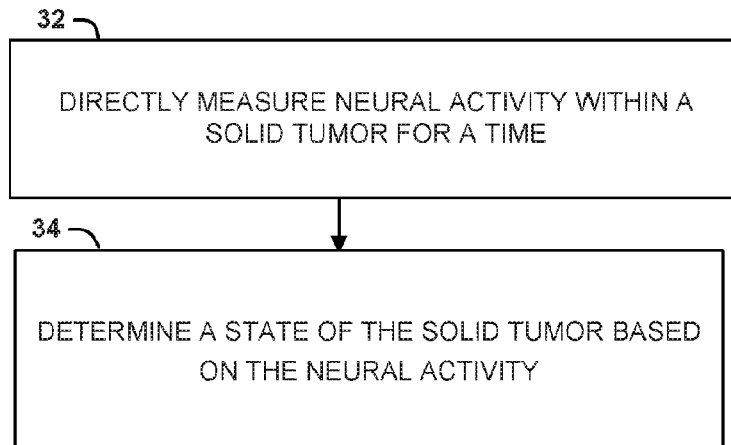 32
DIRECTLY MEASURE NEURAL ACTIVITY WITHIN A
SOLID TUMOR FOR A TIME
34
DETERMINE A STATE OF THE SOLID TUMOR BASED
ON THE NEURAL ACTIVITY